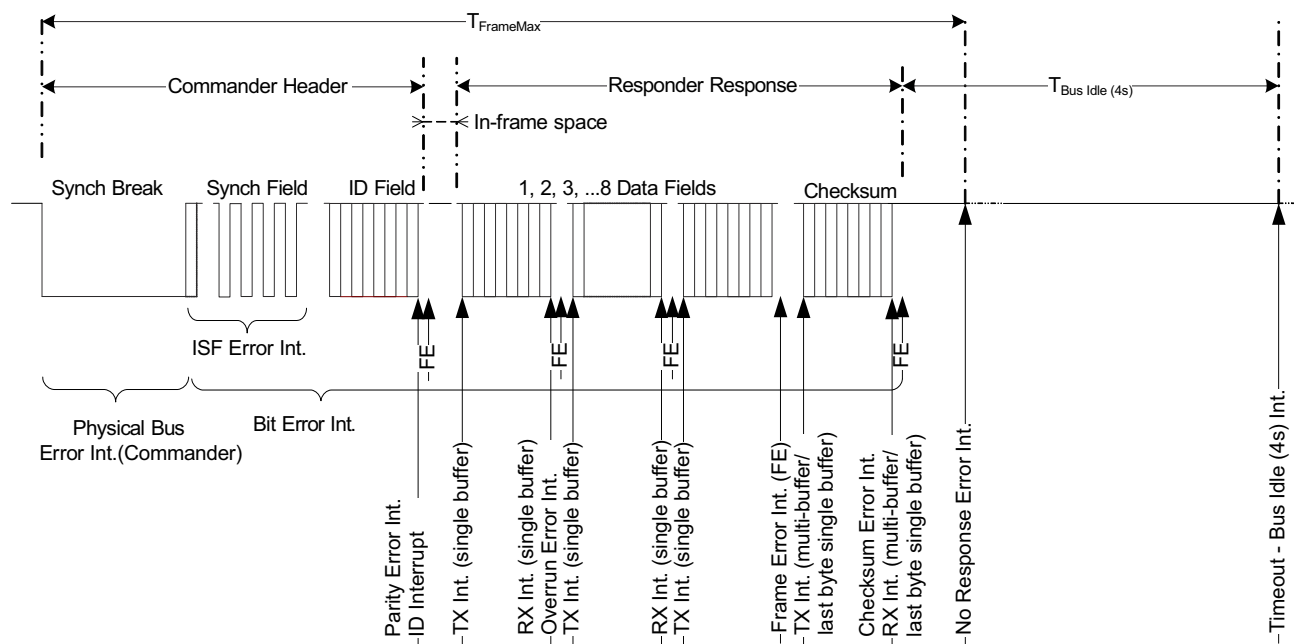 TFrameMax
Commander Header
Responder Response
TBus Idle (4s)
In-frame space
Synch Break
Synch Field
ID Field
1, 2, 3, ...8 Data Fields
Checksum
ISF Error Int.
FE
FE
FE
FE
Physical Bus
Error Int.(Commander)
Bit Error Int.
Parity Error Int.
ID Interrupt
TX Int. (single buffer)
RX Int. (single buffer)
Overrun Error Int.
TX Int. (single buffer)
RX Int. (single buffer)
TX Int. (single buffer)
Frame Error Int. (FE)
TX Int. (multi-buffer/
last byte single buffer)
Checksum Error Int.
RX Int. (multi-buffer/
last byte single buffer)
No Response Error Int.
Timeout - Bus Idle (4s) Int.